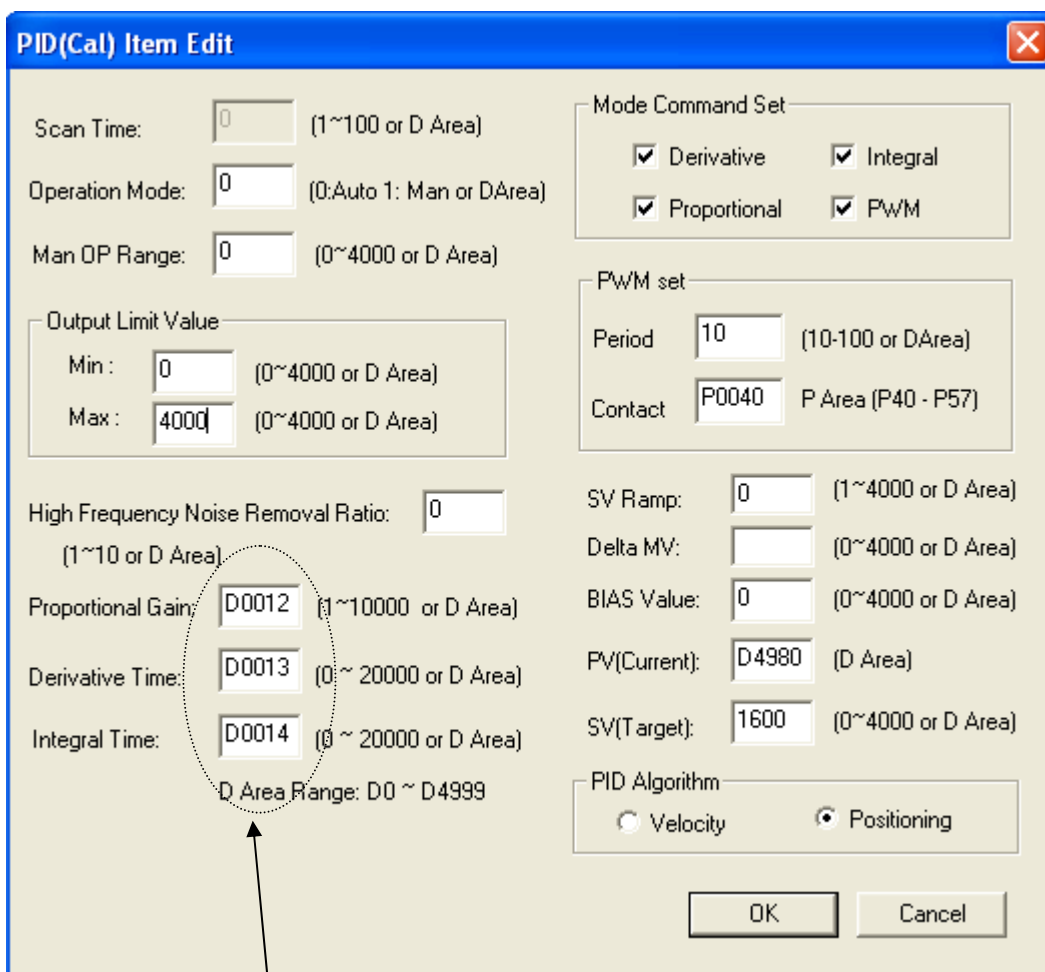 PID(Cal) Item Edit
Scan Time: 0 (1~100 or D Area)
Operation Mode: 0 (0:Auto 1: Man or DArea)
Man OP Range: 0 (0~4000 or D Area)
Output Limit Value
Min : 0 (0~4000 or D Area)
Max : 4000 (0~4000 or D Area)
High Frequency Noise Removal Ratio: 0
(1~10 or D Area)
Proportional Gain: D0012 (1~10000 or D Area)
Derivative Time: D0013 (0 ~ 20000 or D Area)
Integral Time: D0014 (0 ~ 20000 or D Area)
D Area Range: D0 ~ D4999
Mode Command Set
Derivative Integral
Proportional PWM
PWM set
Period 10 (10-100 or DArea)
Contact P0040 P Area (P40 - P57)
SV Ramp: 0 (1~4000 or D Area)
Delta MV: (0~4000 or D Area)
BIAS Value: 0 (0~4000 or D Area)
PV(Current): D4980 (D Area)
SV(Target): 1600 (0~4000 or D Area)
PID Algorithm
Velocity Positioning
OK Cancel